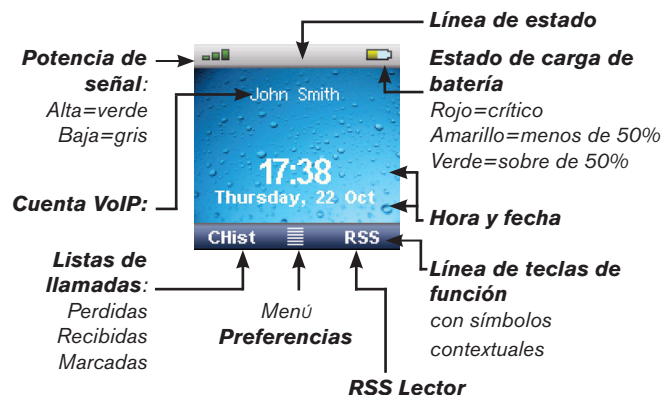 Línea de estado
Potencia de
señal:
Alta=verde
Baja=gris
Estado de carga de
batería
Rojo=crítico
Amarillo=menos de 50%
Verde=sobre de 50%
John Smith
17:38
Thursday, 22 Oct
Cuenta VoIP:
Hora y fecha
CHist
RSS
Listas de
llamadas:
Perdidas
Recibidas
Marcadas
Menú
Preferencias
Línea de teclas de
función
con símbolos
contextuales
RSS Lector